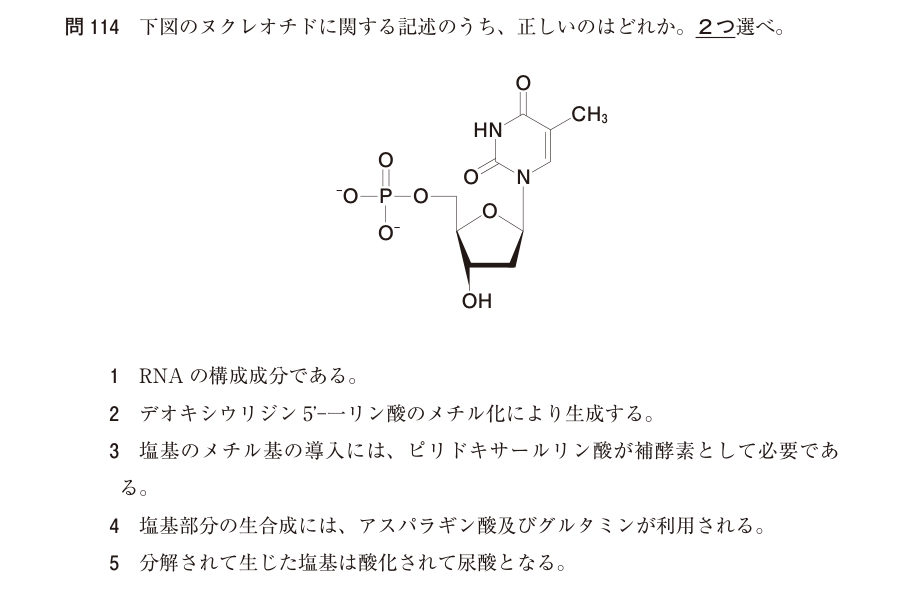 問 114　下図のヌクレオチドに関する記述のうち、正しいのはどれか。2つ選べ。
O
CH₃
HN
O
N
O
⁻O
P
O
O
O⁻
OH
1　RNA の構成成分である。
2　デオキシウリジン 5’-一リン酸のメチル化により生成する。
3　塩基のメチル基の導入には、ピリドキサールリン酸が補酵素として必要であ
る。
4　塩基部分の生合成には、アスパラギン酸及びグルタミンが利用される。
5　分解されて生じた塩基は酸化されて尿酸となる。